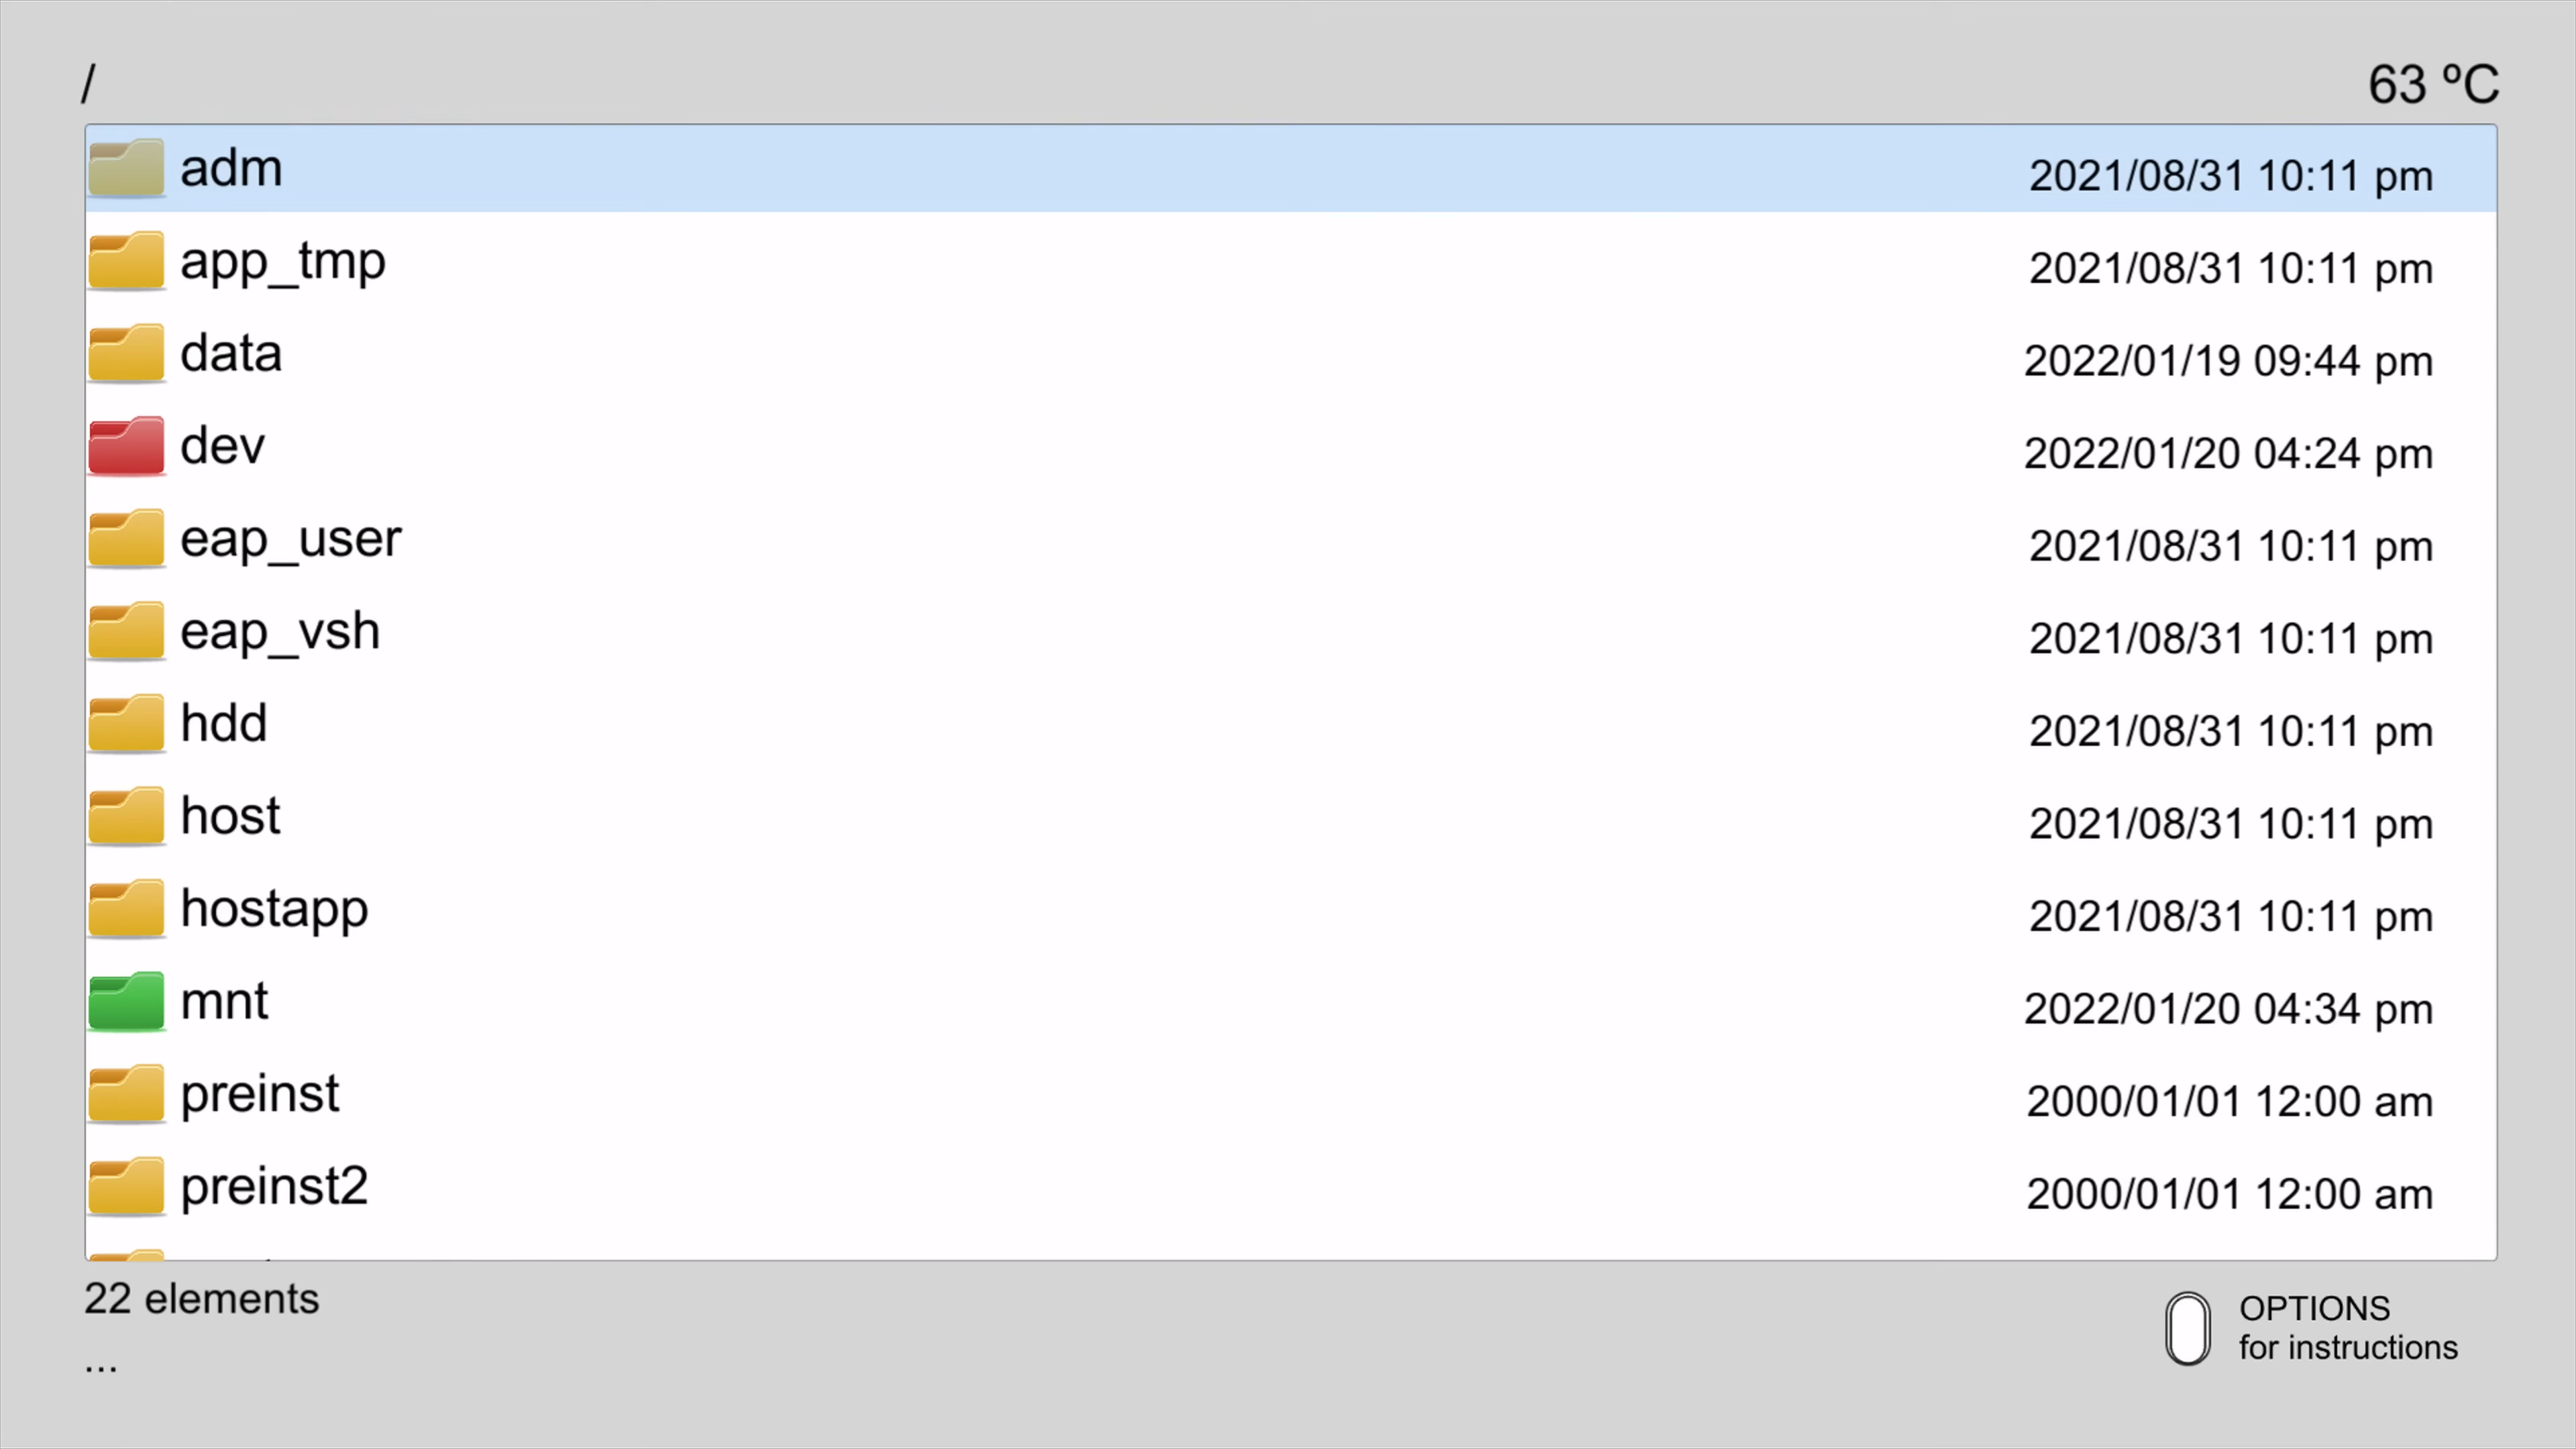 / 63 ºC
adm 2021/08/31 10:11 pm
app_tmp 2021/08/31 10:11 pm
data 2022/01/19 09:44 pm
dev 2022/01/20 04:24 pm
eap_user 2021/08/31 10:11 pm
eap_vsh 2021/08/31 10:11 pm
hdd 2021/08/31 10:11 pm
host 2021/08/31 10:11 pm
hostapp 2021/08/31 10:11 pm
mnt 2022/01/20 04:34 pm
preinst 2000/01/01 12:00 am
preinst2 2000/01/01 12:00 am
22 elements
...
OPTIONS
for instructions